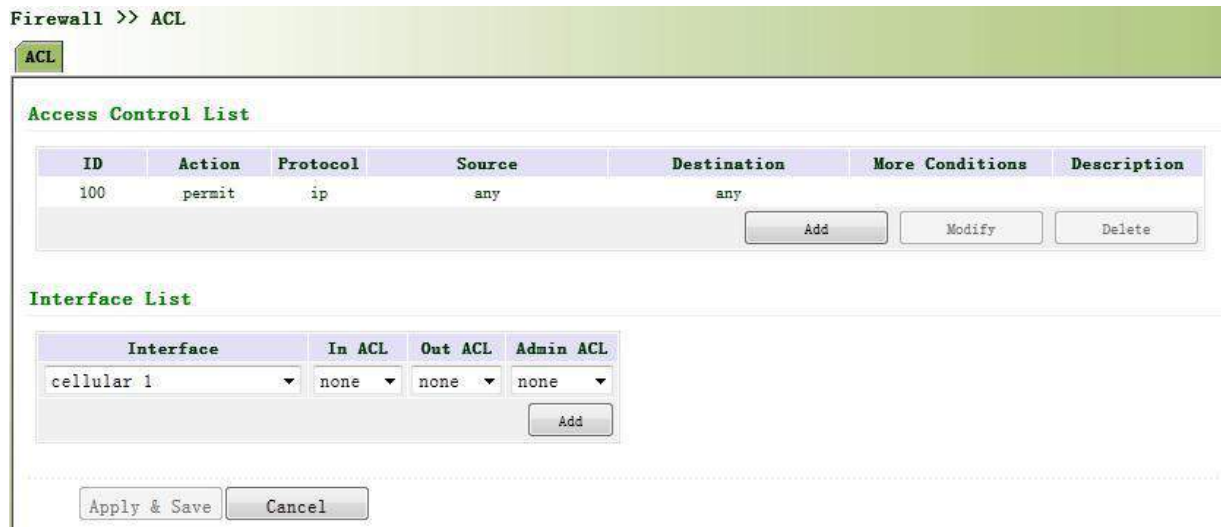 Firewall >> ACL
ACL
Access Control List
ID Action Protocol Source Destination More Conditions Description
100 permit ip any any
Add Modify Delete
Interface List
Interface In ACL Out ACL Admin ACL
cellular 1 none none none
Add
Apply & Save Cancel